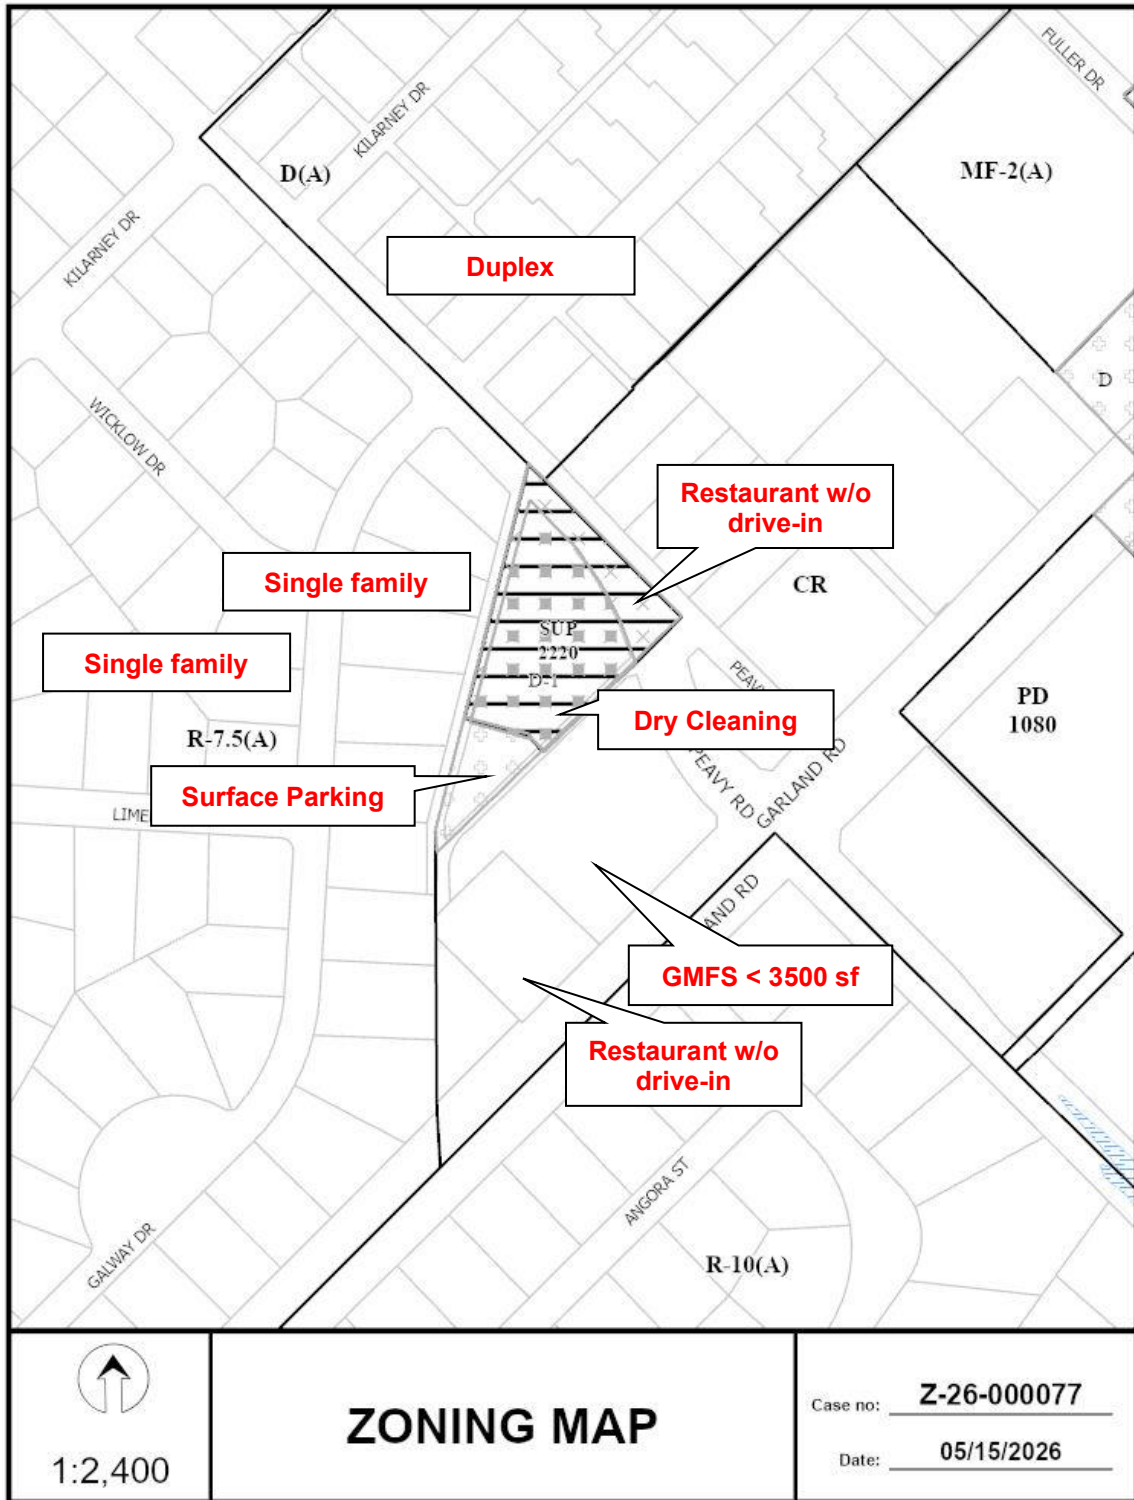 FULLER DR
KILARNEY DR
D(A)
MF-2(A)
KILARNEY DR
Duplex
D
WICKLOW DR
Restaurant w/o
drive-in
Single family
CR
SUP
2220
D-1
Single family
PEAVY
Dry Cleaning
PD
1080
R-7.5(A)
PEAVY RD
GARLAND RD
Surface Parking
LIME
AND RD
GMFS < 3500 sf
Restaurant w/o
drive-in
ANGORA ST
GALWAY DR
R-10(A)
1:2,400
ZONING MAP
Case no: Z-26-000077
Date: 05/15/2026